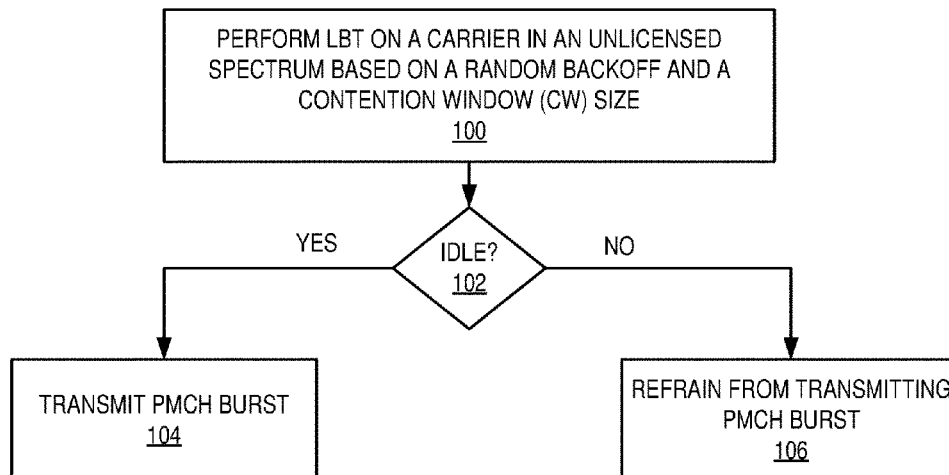 PERFORM LBT ON A CARRIER IN AN UNLICENSED
SPECTRUM BASED ON A RANDOM BACKOFF AND A
CONTENTION WINDOW (CW) SIZE
100
YES
IDLE?
102
NO
TRANSMIT PMCH BURST
104
REFRAIN FROM TRANSMITTING
PMCH BURST
106